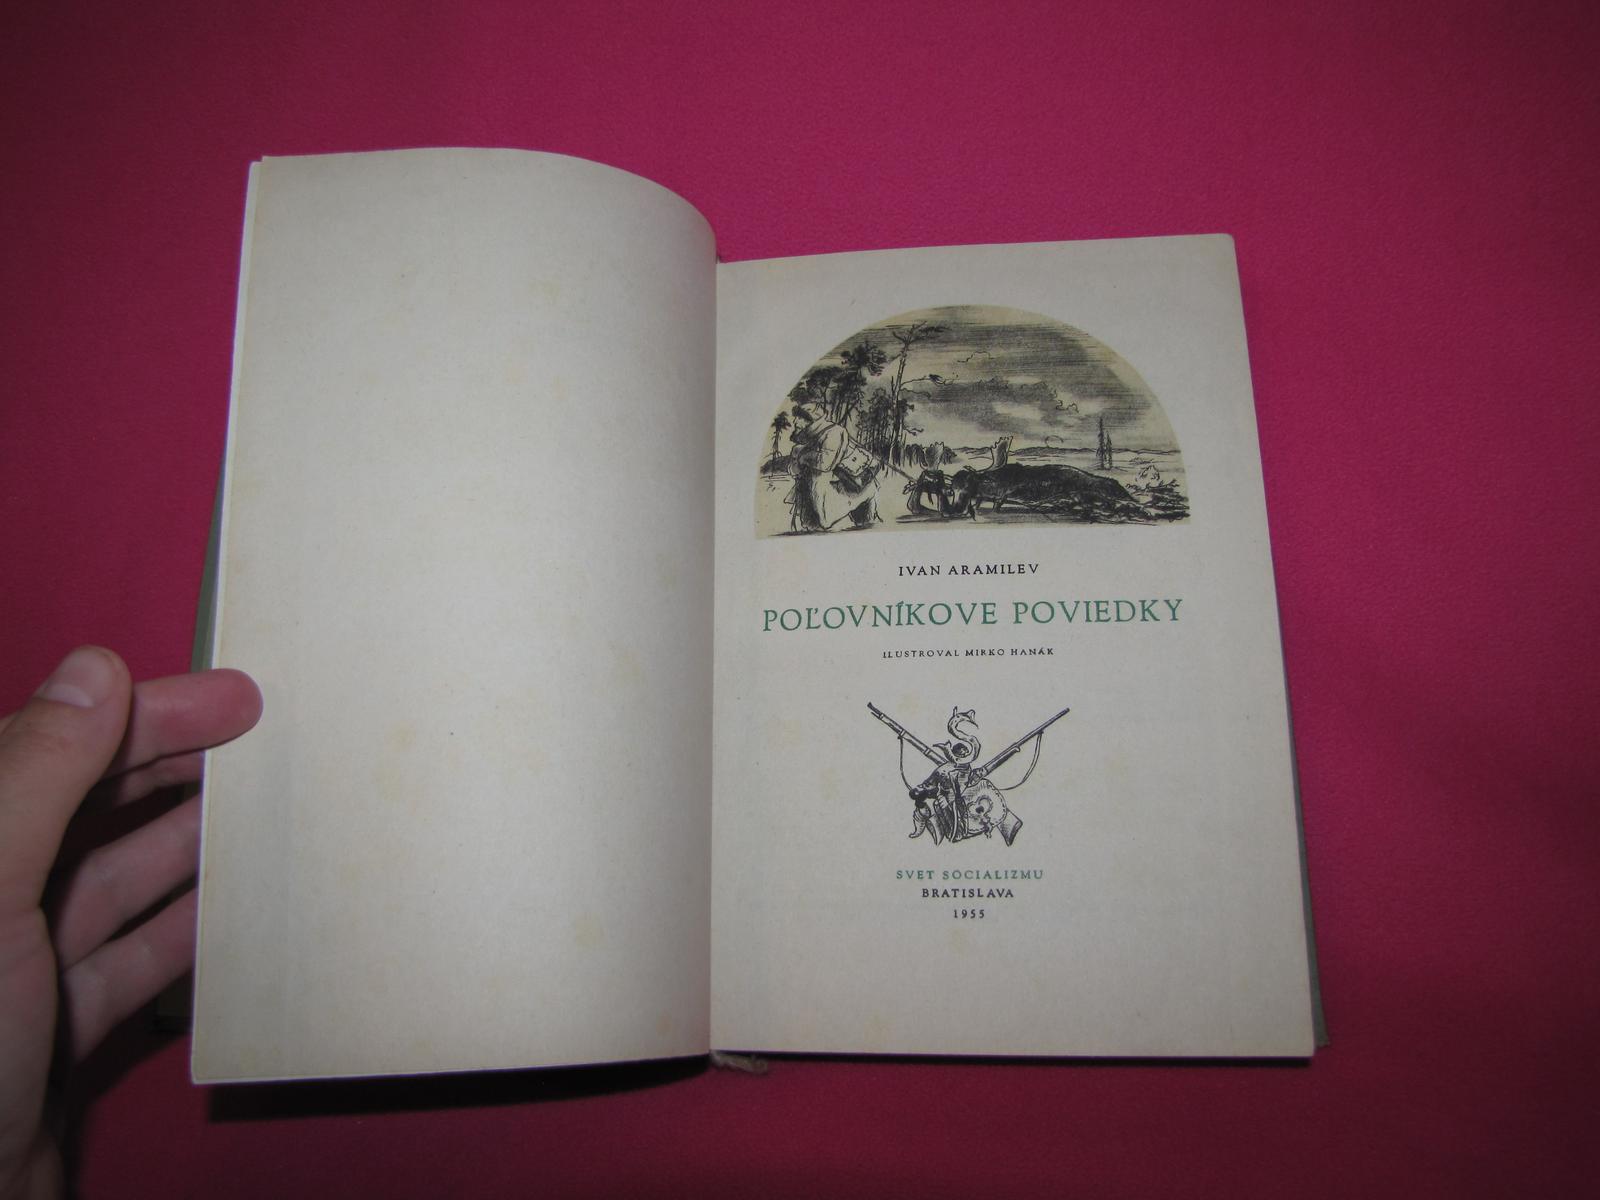 IVAN ARAMILEV
POĽOVNÍKOVE POVIEDKY
ILUSTROVAL MIRKO HANÁK
SVET SOCIALIZMU
BRATISLAVA
1955